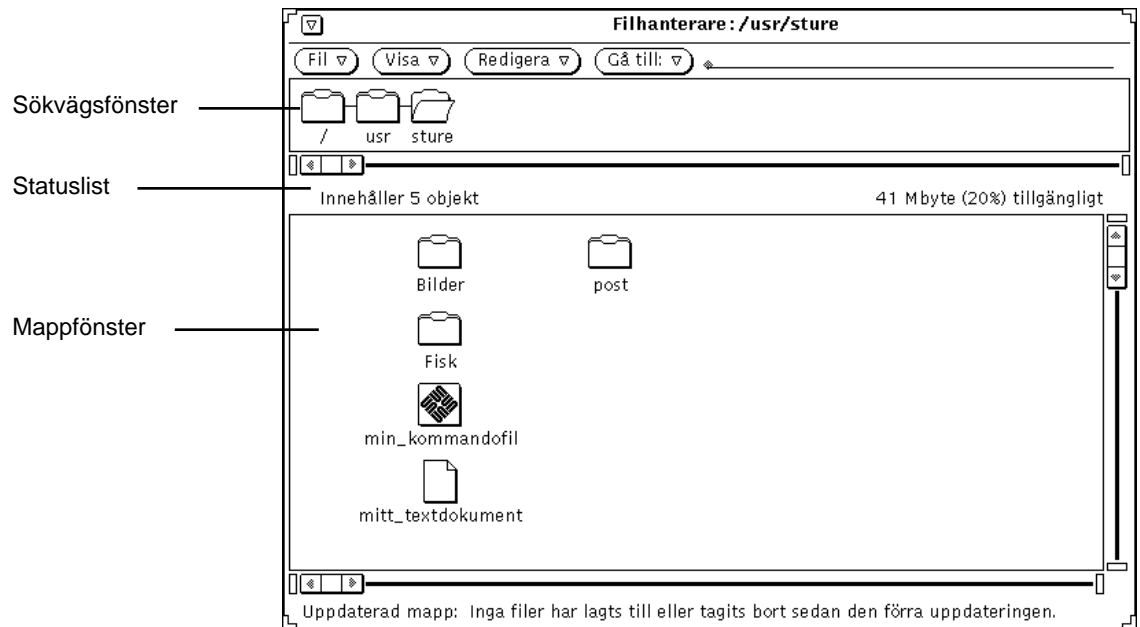 Filhanterare:/usr/sture
Fil Visa Redigera Gå till:
Sökvägsfönster
/ usr sture
Statuslist
Innehåller 5 objekt 41 Mbyte (20%) tillgängligt
Bilder post
Mappfönster
Fisk
min_kommandofil
mitt_textdokument
Uppdaterad mapp: Inga filer har lagts till eller tagits bort sedan den förra uppdateringen.